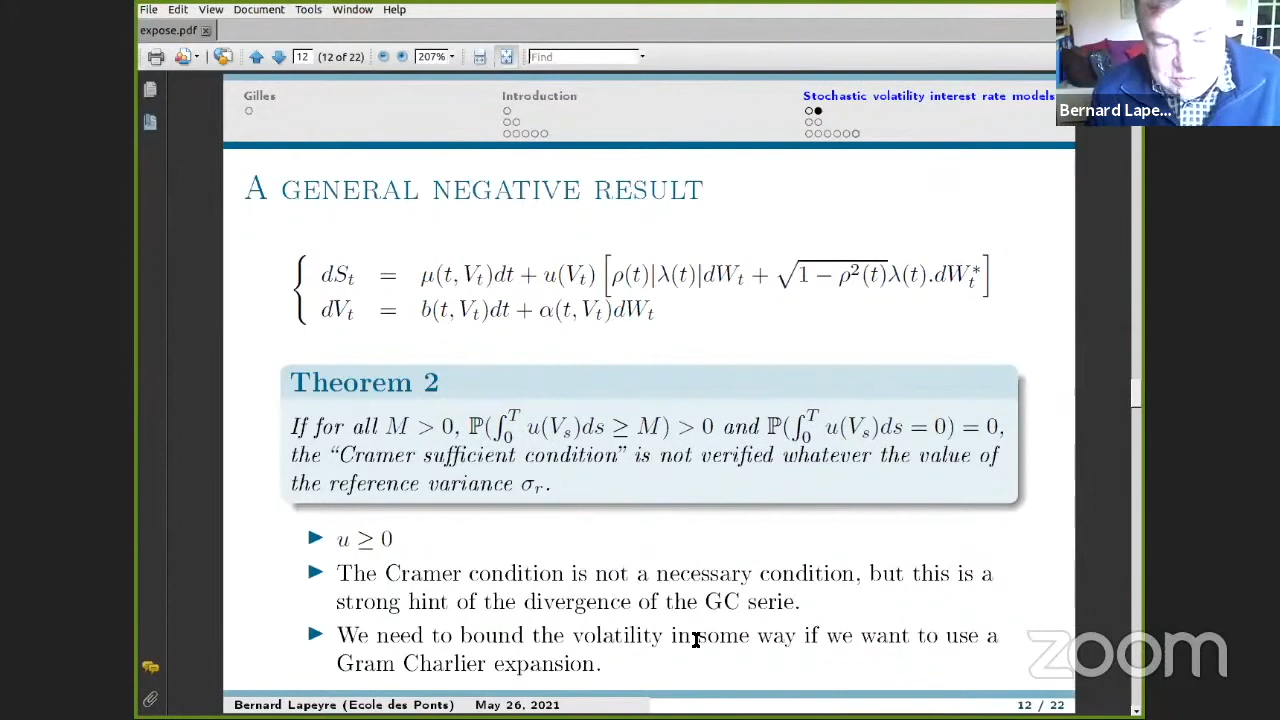 File Edit View Document Tools Window Help
expose.pdf
12 (12 of 22) 207% Find
Gilles Introduction Stochastic volatility interest rate models
Bernard Lape...
A GENERAL NEGATIVE RESULT
dS_t = μ(t, V_t)dt + u(V_t) [ρ(t)|λ(t)|dW_t + √(1 − ρ²(t))λ(t).dW_t^*]
dV_t = b(t, V_t)dt + α(t, V_t)dW_t
Theorem 2
If for all M > 0, ℙ(∫_0^T u(V_s)ds ≥ M) > 0 and ℙ(∫_0^T u(V_s)ds = 0) = 0,
the “Cramer sufficient condition” is not verified whatever the value of
the reference variance σ_r.
u ≥ 0
The Cramer condition is not a necessary condition, but this is a
strong hint of the divergence of the GC serie.
We need to bound the volatility in some way if we want to use a
Gram Charlier expansion.
zoom
Bernard Lapeyre (Ecole des Ponts) May 26, 2021 12 / 22